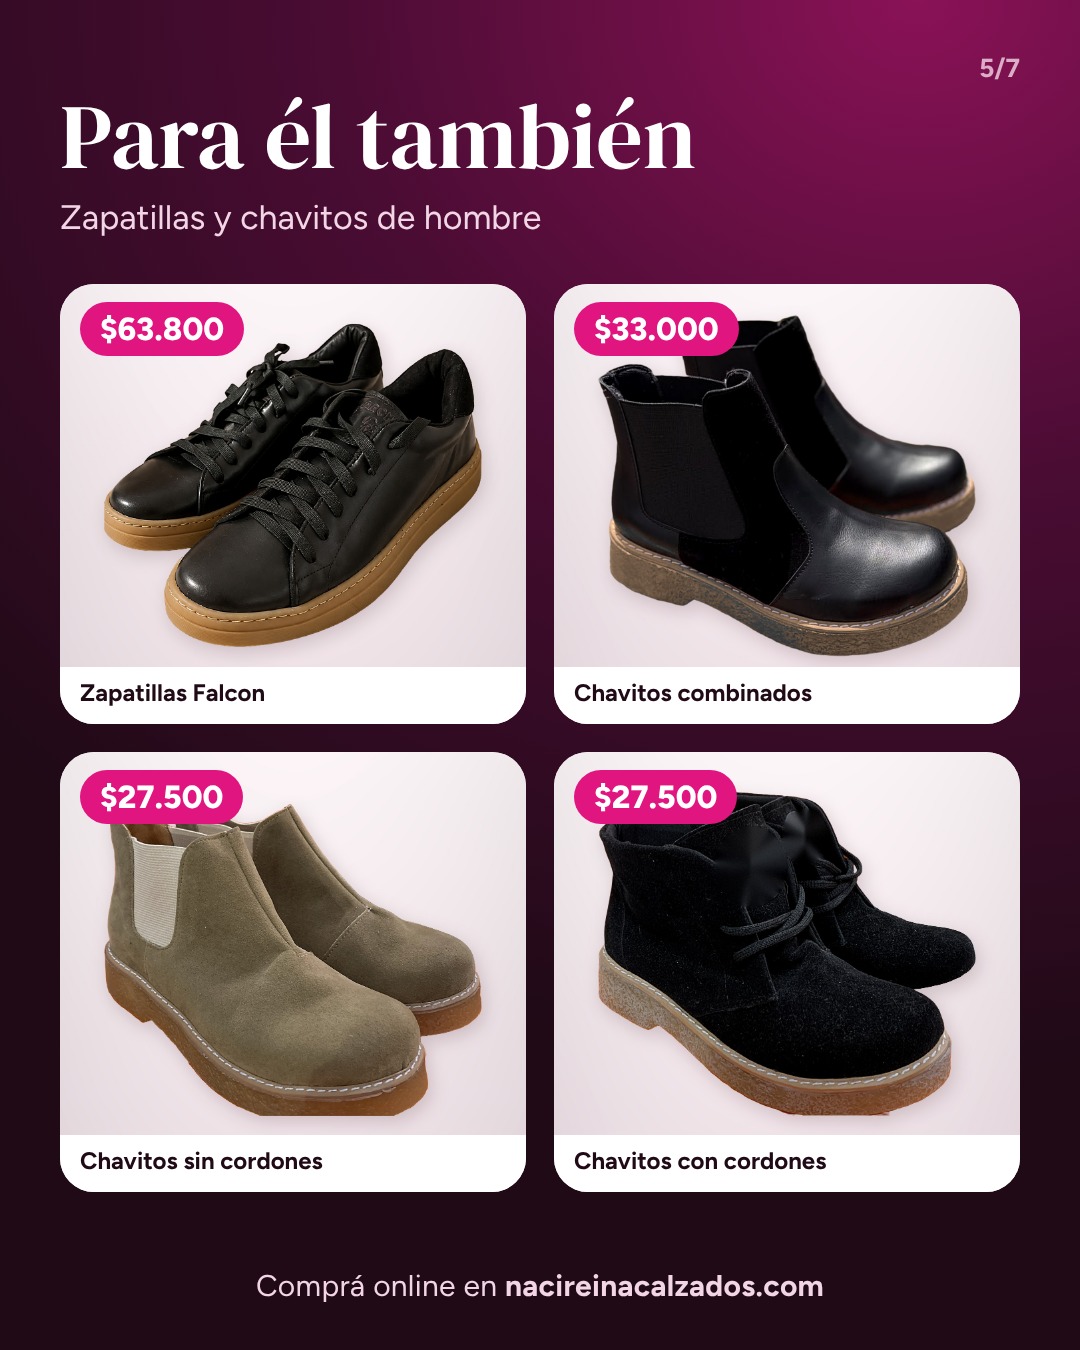 5/7
Para él también
Zapatillas y chavitos de hombre
$63.800
$33.000
Zapatillas Falcon
Chavitos combinados
$27.500
$27.500
Chavitos sin cordones
Chavitos con cordones
Comprá online en nacireinacalzados.com